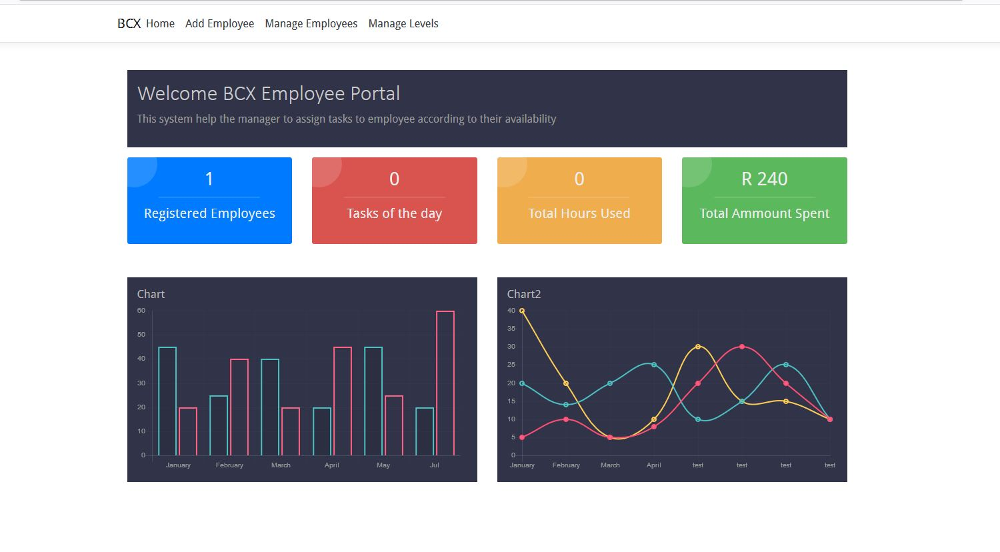 BCX Home Add Employee Manage Employees Manage Levels
Welcome BCX Employee Portal
This system help the manager to assign tasks to employee according to their availability
1
Registered Employees
0
Tasks of the day
0
Total Hours Used
R 240
Total Ammount Spent
Chart
60
50
40
30
20
10
0
January February March April May Jul
Chart2
40
35
30
25
20
15
10
5
0
January February March April test test test test